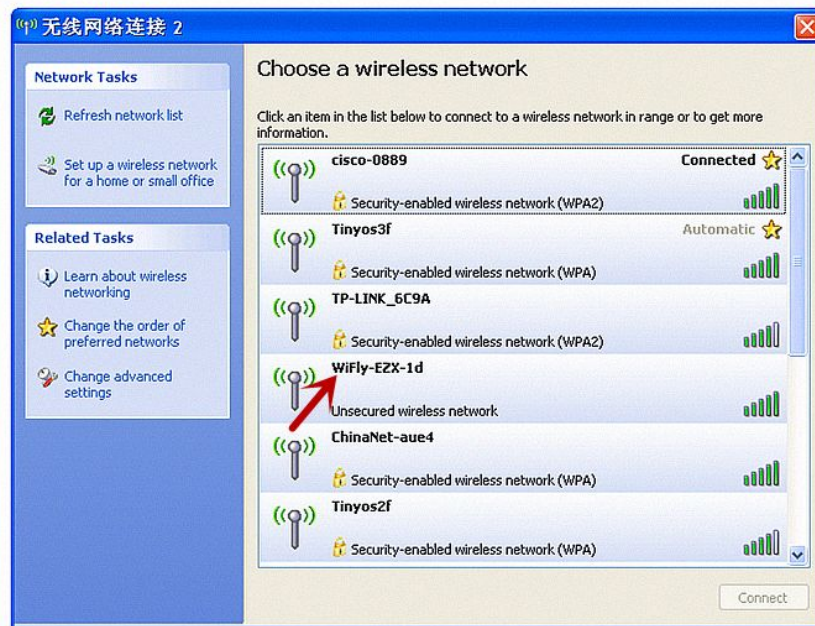 无线网络连接 2
Network Tasks
Refresh network list
Set up a wireless network
for a home or small office
Related Tasks
Learn about wireless
networking
Change the order of
preferred networks
Change advanced
settings
Choose a wireless network
Click an item in the list below to connect to a wireless network in range or to get more
information.
cisco-0889
Connected
Security-enabled wireless network (WPA2)
Tinyos3f
Automatic
Security-enabled wireless network (WPA)
TP-LINK_6C9A
Security-enabled wireless network (WPA2)
WiFly-EZX-1d
Unsecured wireless network
ChinaNet-aue4
Security-enabled wireless network (WPA)
Tinyos2f
Security-enabled wireless network (WPA)
Connect